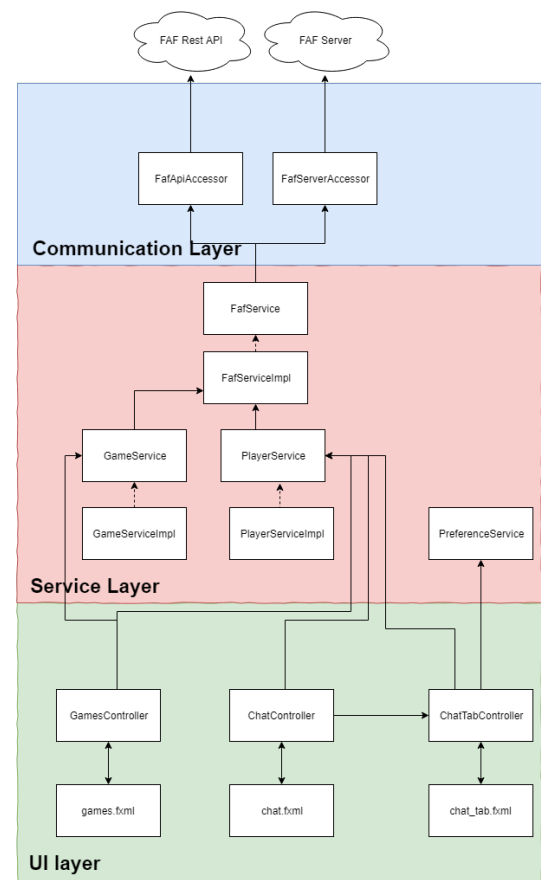 FAF Rest API
FAF Server
FafApiAccessor
FafServerAccessor
Communication Layer
FafService
FafServiceImpl
GameService
PlayerService
GameServiceImpl
PlayerServiceImpl
PreferenceService
Service Layer
GamesController
ChatController
ChatTabController
games.fxml
chat.fxml
chat_tab.fxml
UI layer